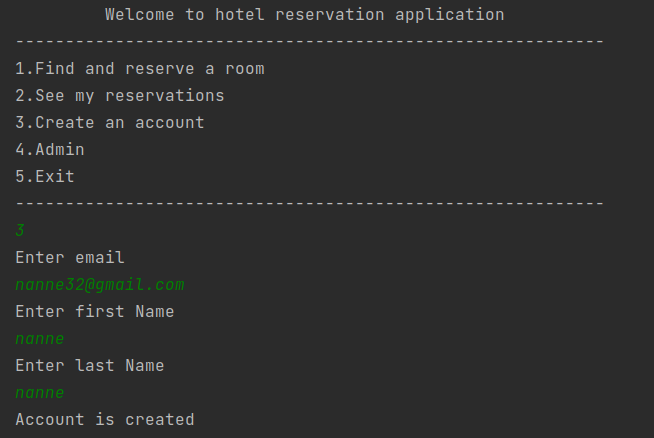 Welcome to hotel reservation application
-----------------------------------------------------------
1.Find and reserve a room
2.See my reservations
3.Create an account
4.Admin
5.Exit
-----------------------------------------------------------
3
Enter email
nanne32@gmail.com
Enter first Name
nanne
Enter last Name
nanne
Account is created